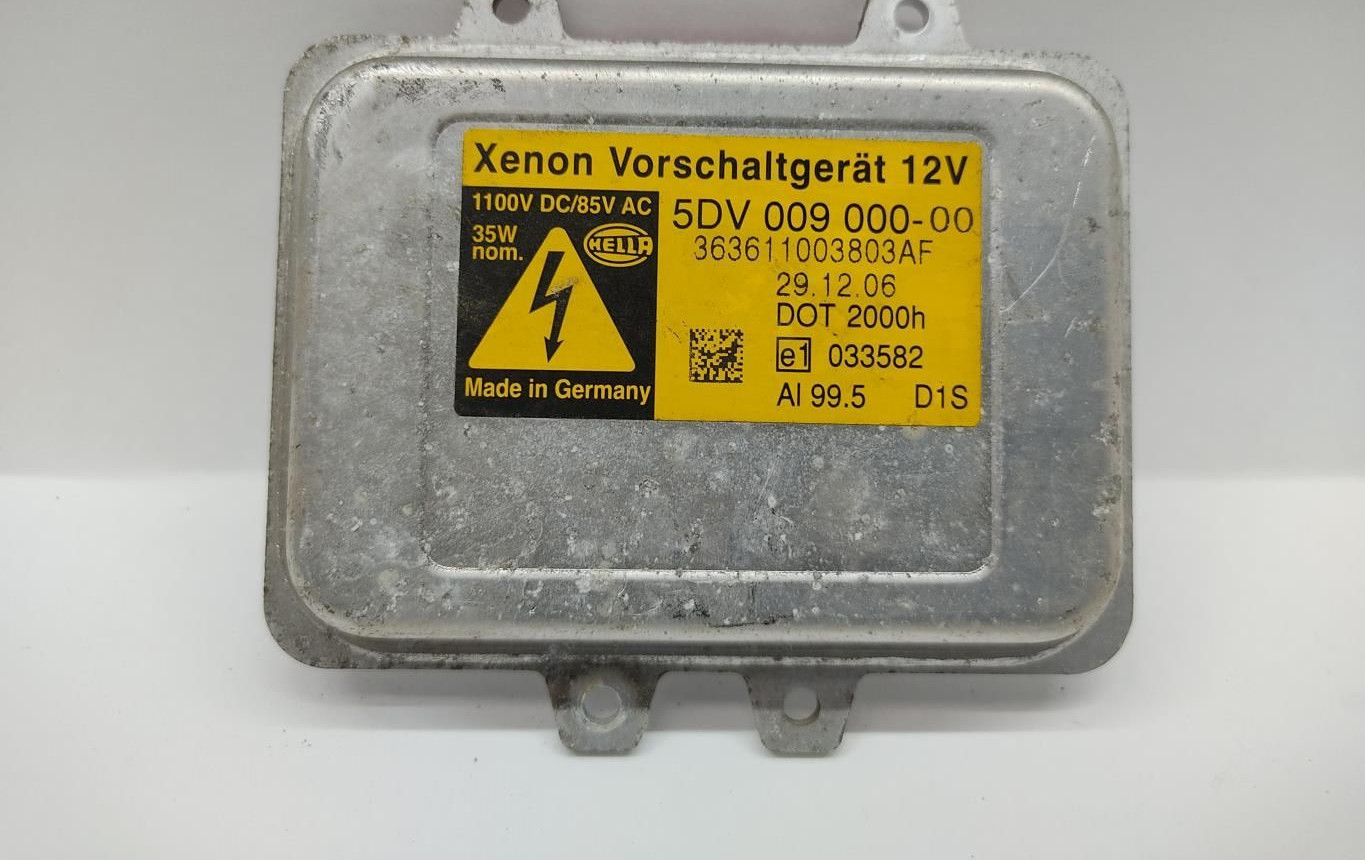 Xenon Vorschaltgerät 12V
1100V DC/85V AC
35W
nom.
HELLA
Made in Germany
5DV 009 000-00
363611003803AF
29.12.06
DOT 2000h
e1 033582
Al 99.5 D1S